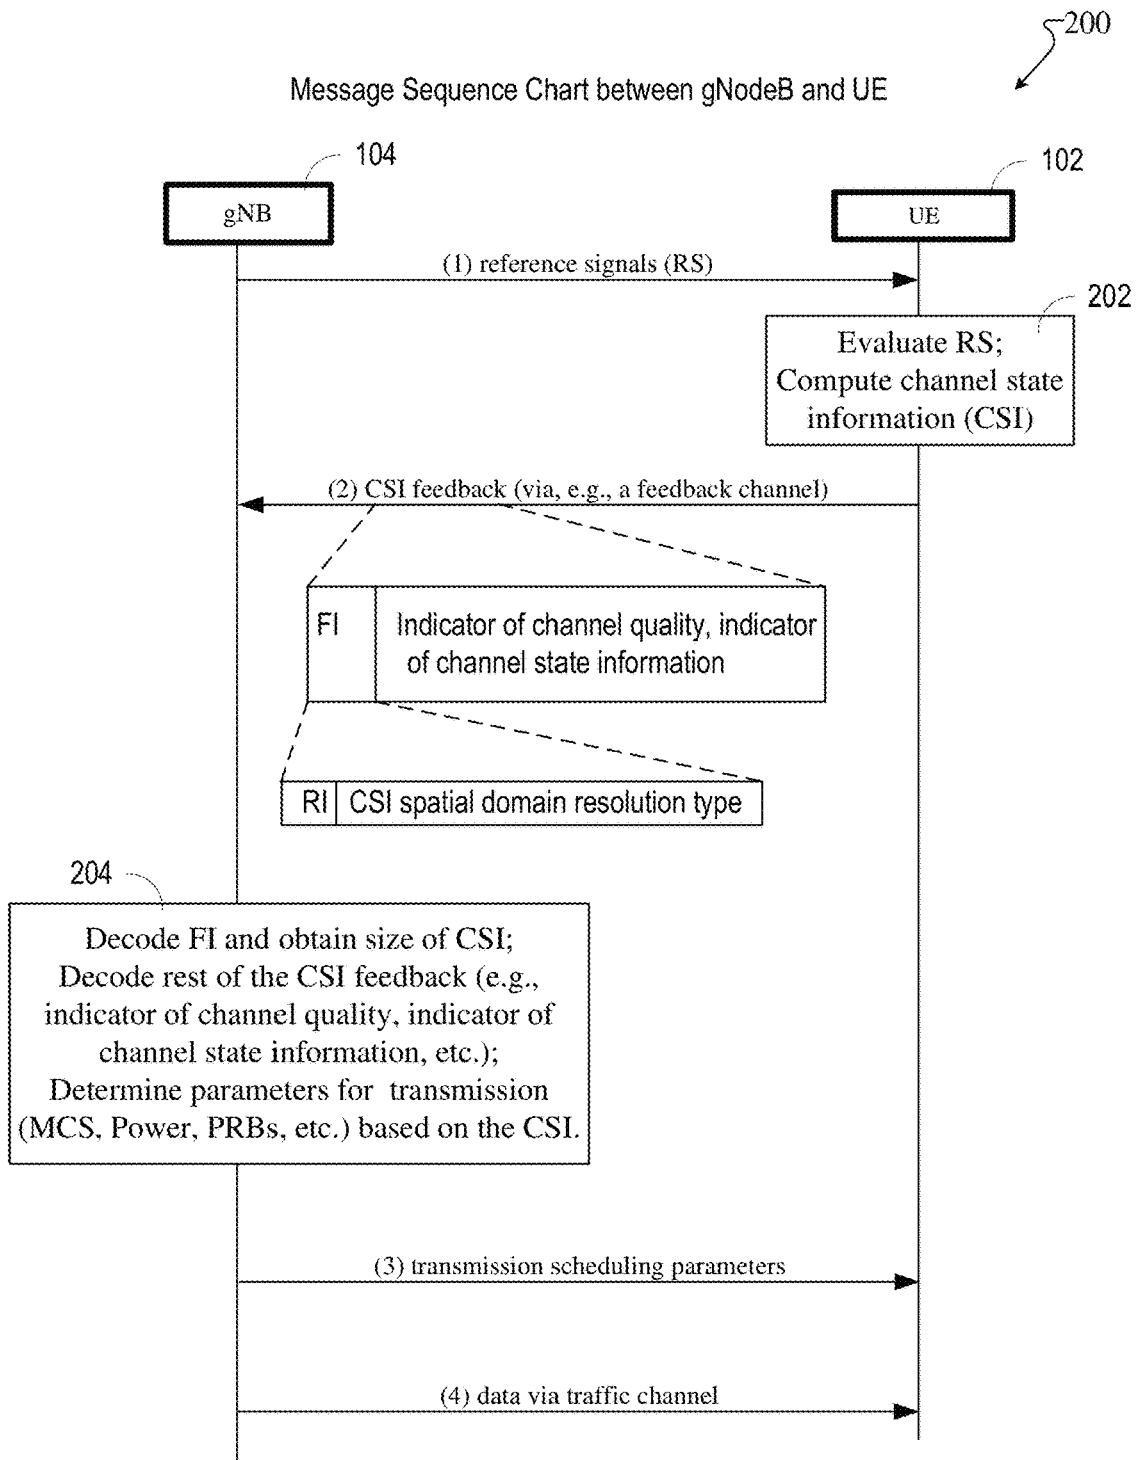 200
Message Sequence Chart between gNodeB and UE
104
102
gNB
UE
(1) reference signals (RS)
202
Evaluate RS;
Compute channel state
information (CSI)
(2) CSI feedback (via, e.g., a feedback channel)
FI
Indicator of channel quality, indicator
of channel state information
RI
CSI spatial domain resolution type
204
Decode FI and obtain size of CSI;
Decode rest of the CSI feedback (e.g.,
indicator of channel quality, indicator of
channel state information, etc.);
Determine parameters for transmission
(MCS, Power, PRBs, etc.) based on the CSI.
(3) transmission scheduling parameters
(4) data via traffic channel